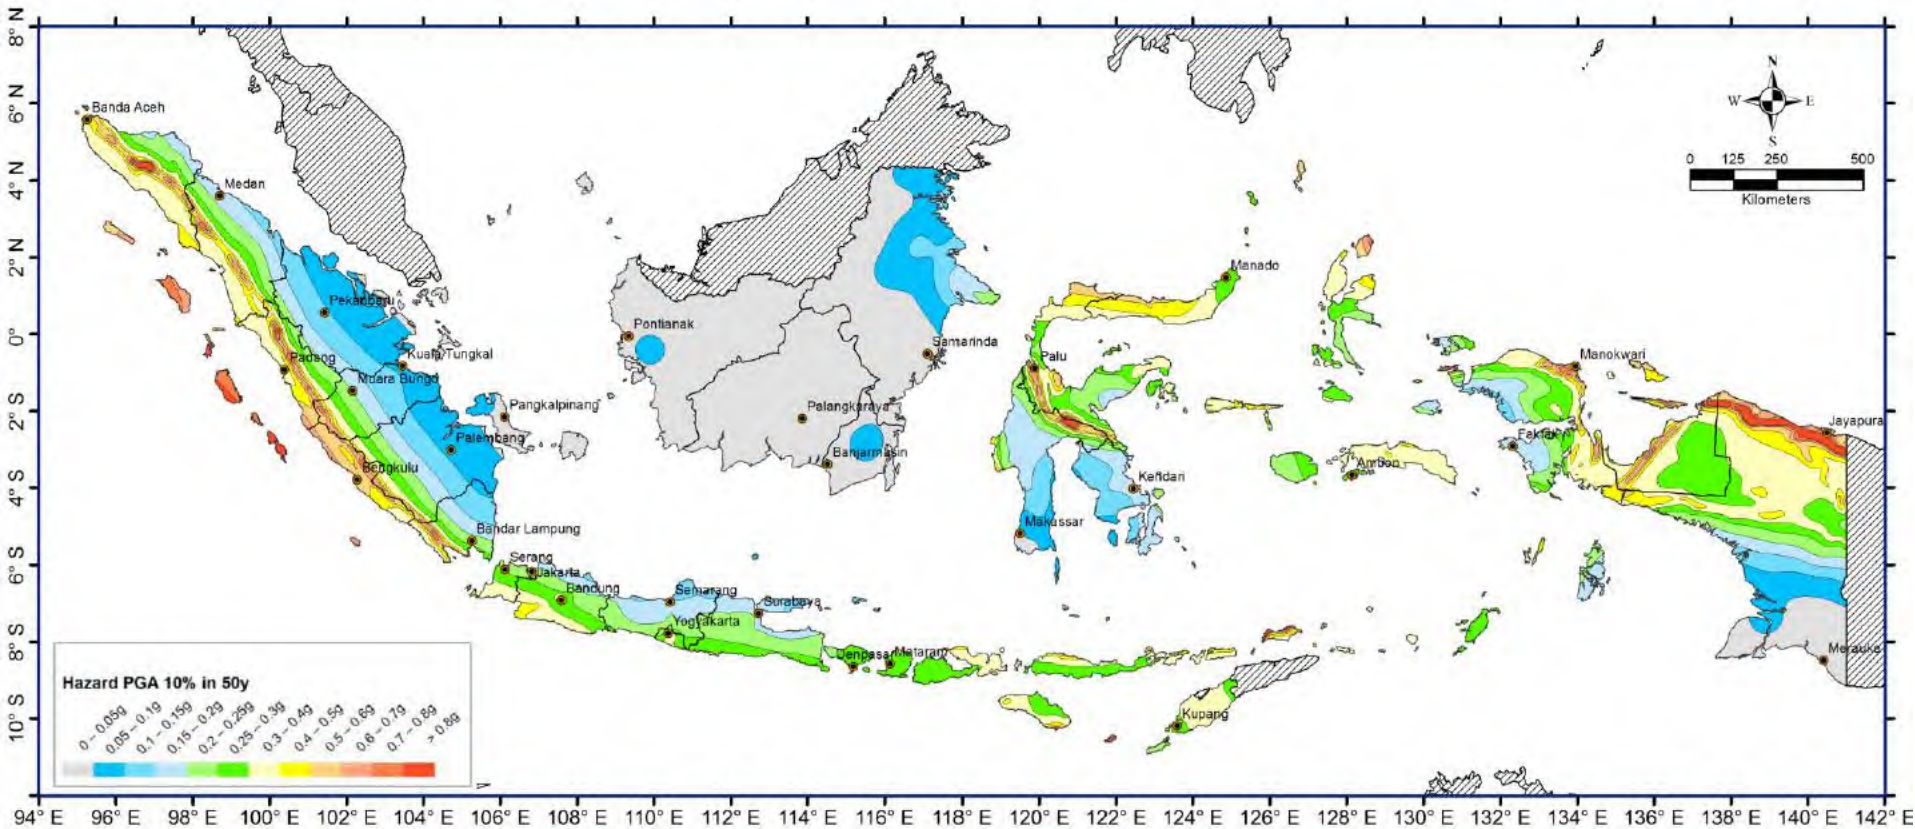 8° N
6° N
4° N
2° N
0°
2° S
4° S
6° S
8° S
10° S
N
W
E
S
0 125 250 500
Kilometers
Banda Aceh
Medan
Pekanbaru
Kuala Tungkal
Padang
Muara Bungo
Pangkalpinang
Palembang
Bengkulu
Bandar Lampung
Serang
Jakarta
Bandung
Semarang
Surabaya
Yogyakarta
Denpasar
Mataram
Kupang
Pontianak
Samarinda
Palangkaraya
Banjarmasin
Manado
Palu
Kendari
Makassar
Ambon
Manokwari
Fakfak
Jayapura
Merauke
Hazard PGA 10% in 50y
0 – 0.05g
0.05 – 0.1g
0.1 – 0.15g
0.15 – 0.2g
0.2 – 0.25g
0.25 – 0.3g
0.3 – 0.4g
0.4 – 0.5g
0.5 – 0.6g
0.6 – 0.7g
0.7 – 0.8g
> 0.8g
94° E 96° E 98° E 100° E 102° E 104° E 106° E 108° E 110° E 112° E 114° E 116° E 118° E 120° E 122° E 124° E 126° E 128° E 130° E 132° E 134° E 136° E 138° E 140° E 142° E